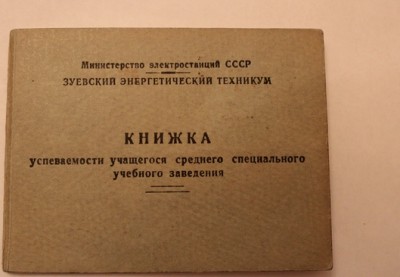 Министерство электростанций СССР
ЗУЕВСКИЙ ЭНЕРГЕТИЧЕСКИЙ ТЕХНИКУМ
КНИЖКА
успеваемости учащегося среднего специального
учебного заведения